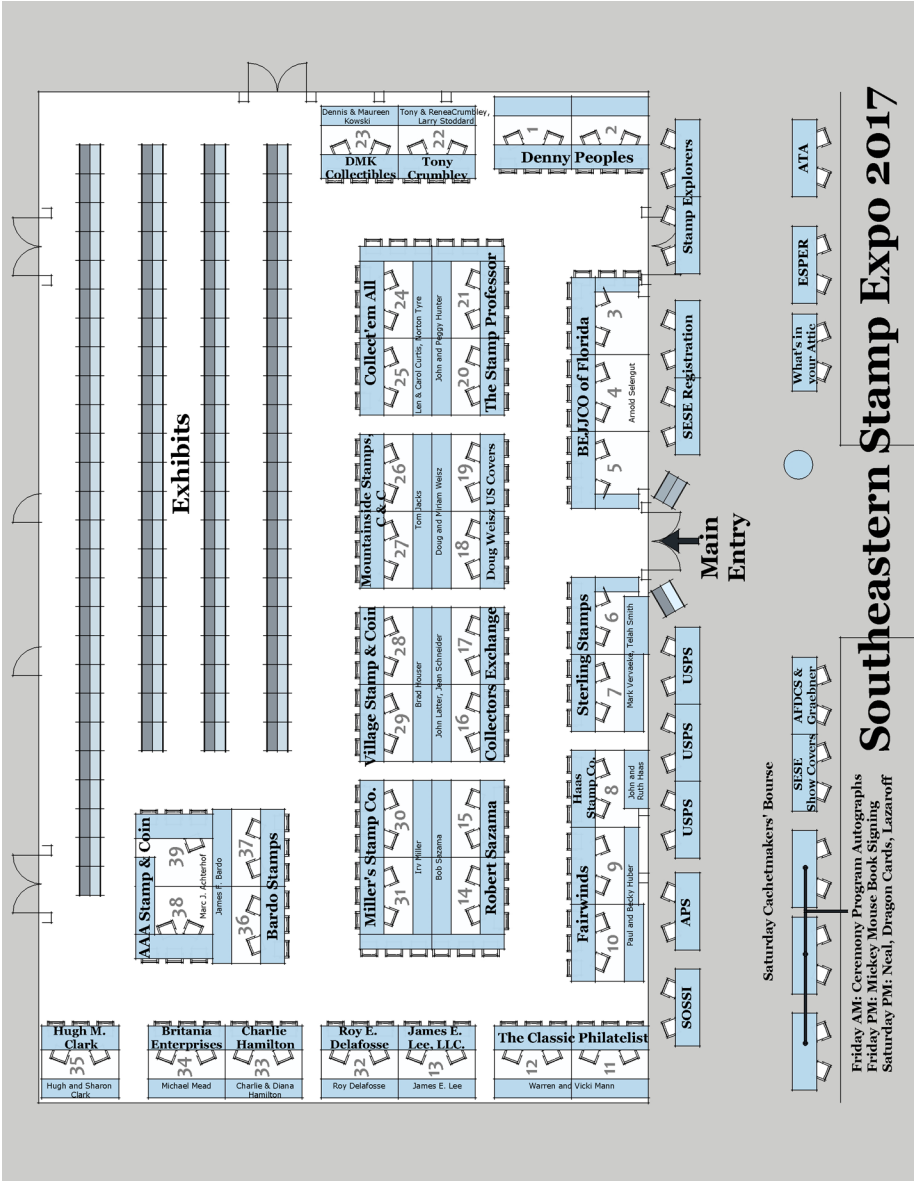 Southeastern Stamp Expo 2017
Exhibits
Dennis & Maureen
Kowski
23
DMK
Collectibles
Tony & ReneaCrumbley,
Larry Stoddard
22
Tony
Crumbley
1
2
Denny Peoples
Stamp Explorers
ATA
ESPER
What's in
your Attic
Collect'em All
24
25
Len & Carol Curtis, Norton Tyre
John and Peggy Hunter
21
20
The Stamp Professor
BEJJCO of Florida
3
4
5
Arnold Selengut
SESE Registration
Mountainside Stamps,
C & C
26
27
Tom Jacks
Doug and Miriam Weisz
19
18
Doug Weisz US Covers
Main
Entry
Village Stamp & Coin
28
29
Brad Houser
John Latter, Jean Schneider
17
16
Collectors Exchange
Sterling Stamps
6
7
Mark Vervaeke, Telah Smith
USPS
USPS
USPS
AFDCS &
Graebner
SESE
Show Covers
AAA Stamp & Coin
39
38
Marc J. Achterhof
James F. Bardo
37
36
Bardo Stamps
Miller's Stamp Co.
30
31
Irv Miller
Bob Sazama
15
14
Robert Sazama
Haas
Stamp Co.
8
John and
Ruth Haas
Fairwinds
9
10
Paul and Becky Huber
APS
SOSSI
Saturday Cachetmakers' Bourse
Friday AM: Ceremony Program Autographs
Friday PM: Mickey Mouse Book Signing
Saturday PM: Neal, Dragon Cards, Lazaroff
Hugh M.
Clark
35
Hugh and Sharon
Clark
Britania
Enterprises
34
Michael Mead
Charlie
Hamilton
33
Charlie & Diana
Hamilton
Roy E.
Delafosse
32
Roy Delafosse
James E.
Lee, LLC.
13
James E. Lee
The Classic Philatelist
12
11
Warren and Vicki Mann